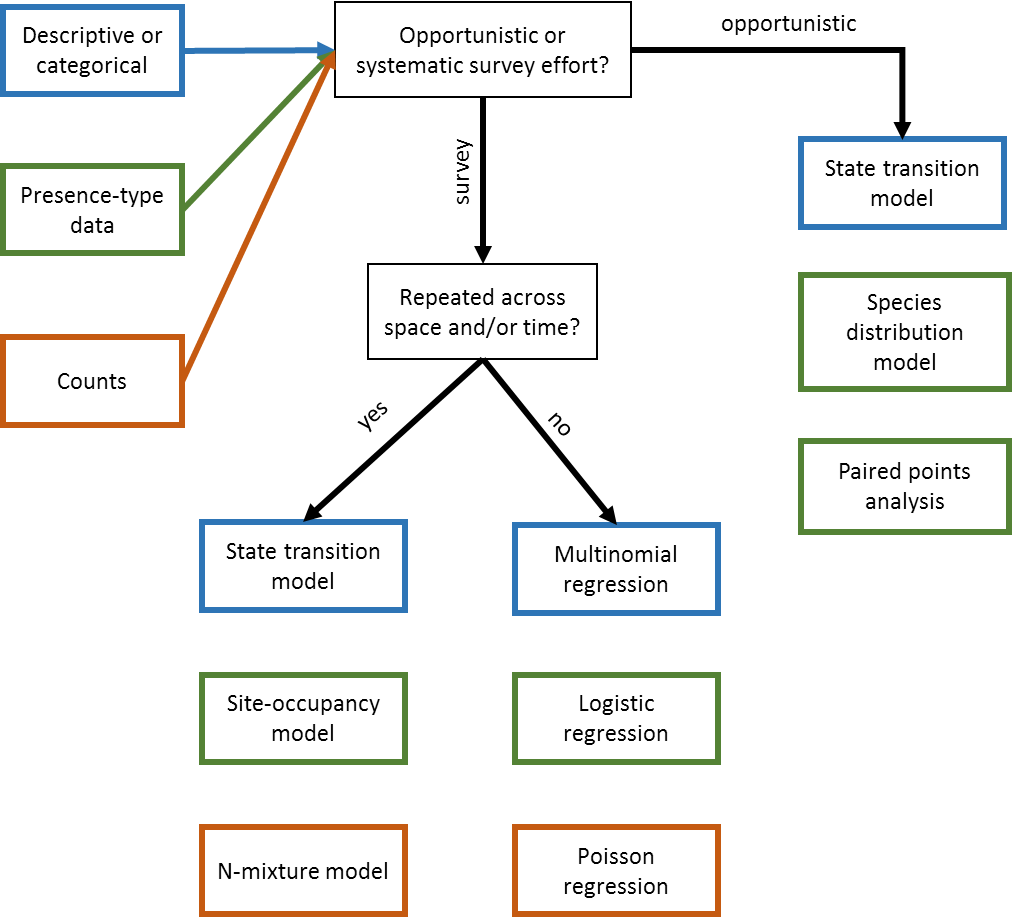 Descriptive or
categorical
Opportunistic or
systematic survey effort?
opportunistic
Presence-type
data
survey
State transition
model
Counts
Repeated across
space and/or time?
Species
distribution
model
yes
no
Paired points
analysis
State transition
model
Multinomial
regression
Site-occupancy
model
Logistic
regression
N-mixture model
Poisson
regression